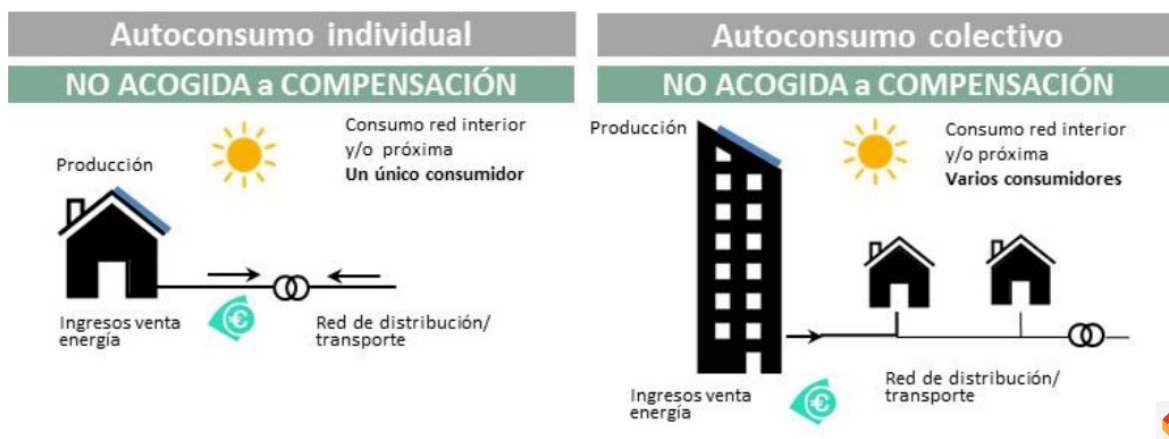 Autoconsumo individual
NO ACOGIDA a COMPENSACIÓN
Producción
Consumo red interior
y/o próxima
Un único consumidor
Ingresos venta
energía
€
Red de distribución/
transporte
Autoconsumo colectivo
NO ACOGIDA a COMPENSACIÓN
Producción
Consumo red interior
y/o próxima
Varios consumidores
Ingresos venta
energía
€
Red de distribución/
transporte